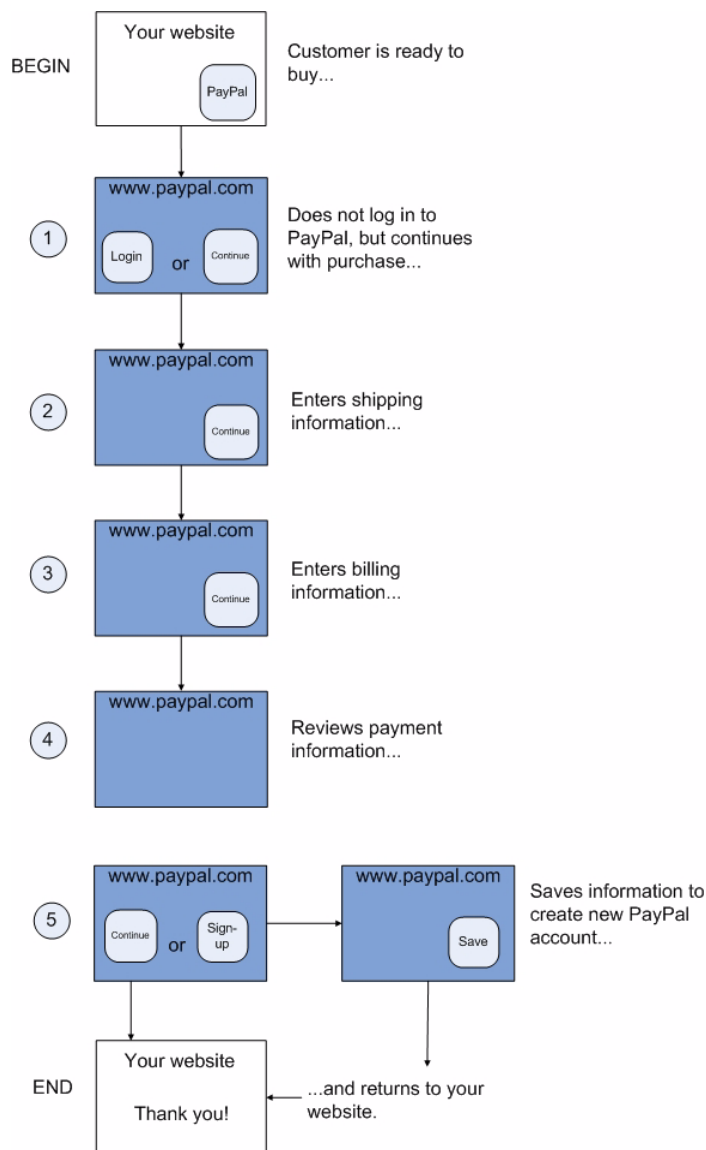 Your website
BEGIN
PayPal
Customer is ready to
buy...
www.paypal.com
1
Login
or
Continue
Does not log in to
PayPal, but continues
with purchase...
www.paypal.com
2
Continue
Enters shipping
information...
www.paypal.com
3
Continue
Enters billing
information...
www.paypal.com
4
Reviews payment
information...
www.paypal.com
5
Continue
or
Sign-
up
www.paypal.com
Save
Saves information to
create new PayPal
account...
Your website
END
Thank you!
...and returns to your
website.